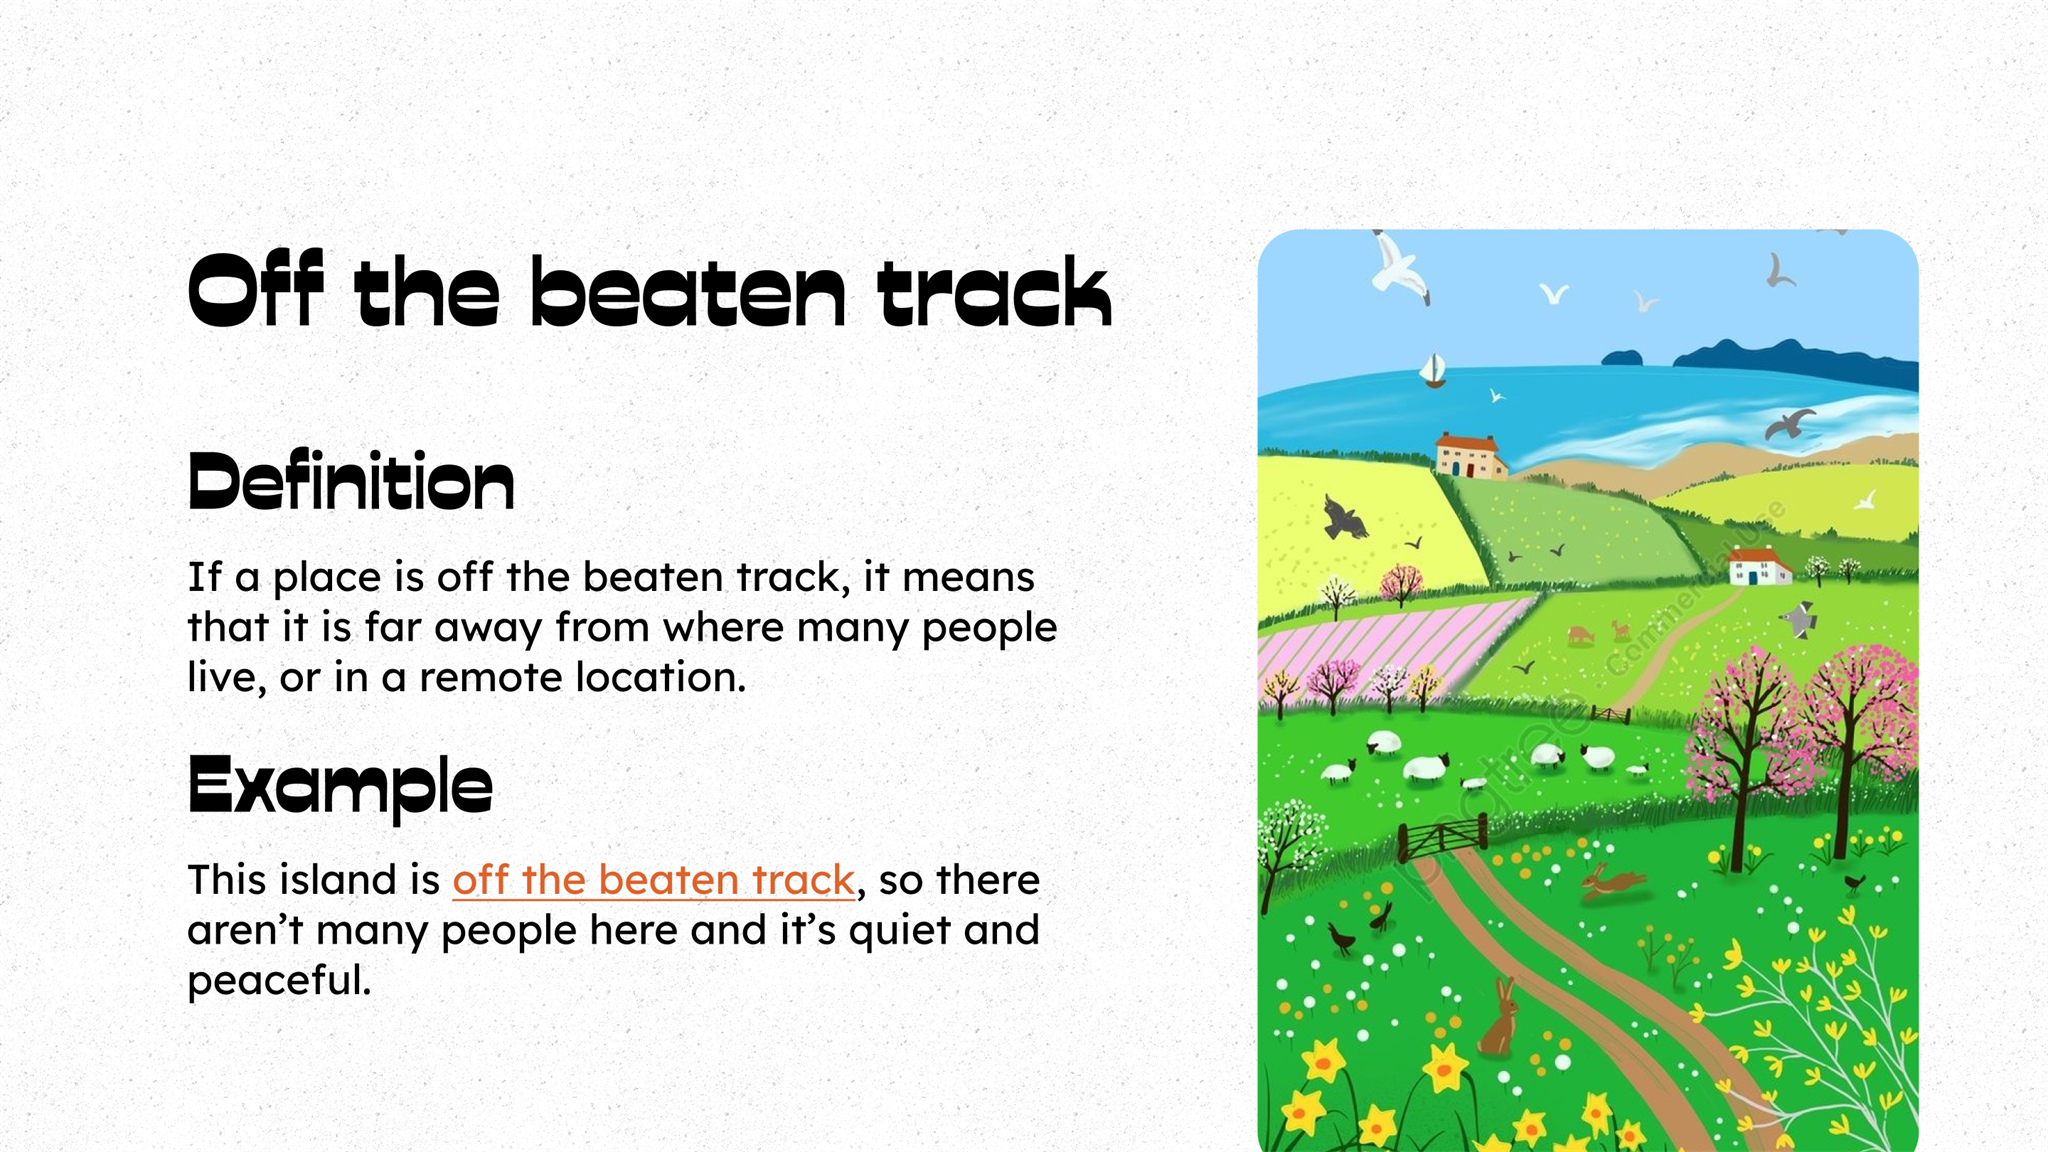 Off the beaten track
Definition
If a place is off the beaten track, it means
that it is far away from where many people
live, or in a remote location.
Example
This island is off the beaten track, so there
aren’t many people here and it’s quiet and
peaceful.
pngtree · Commercial Use